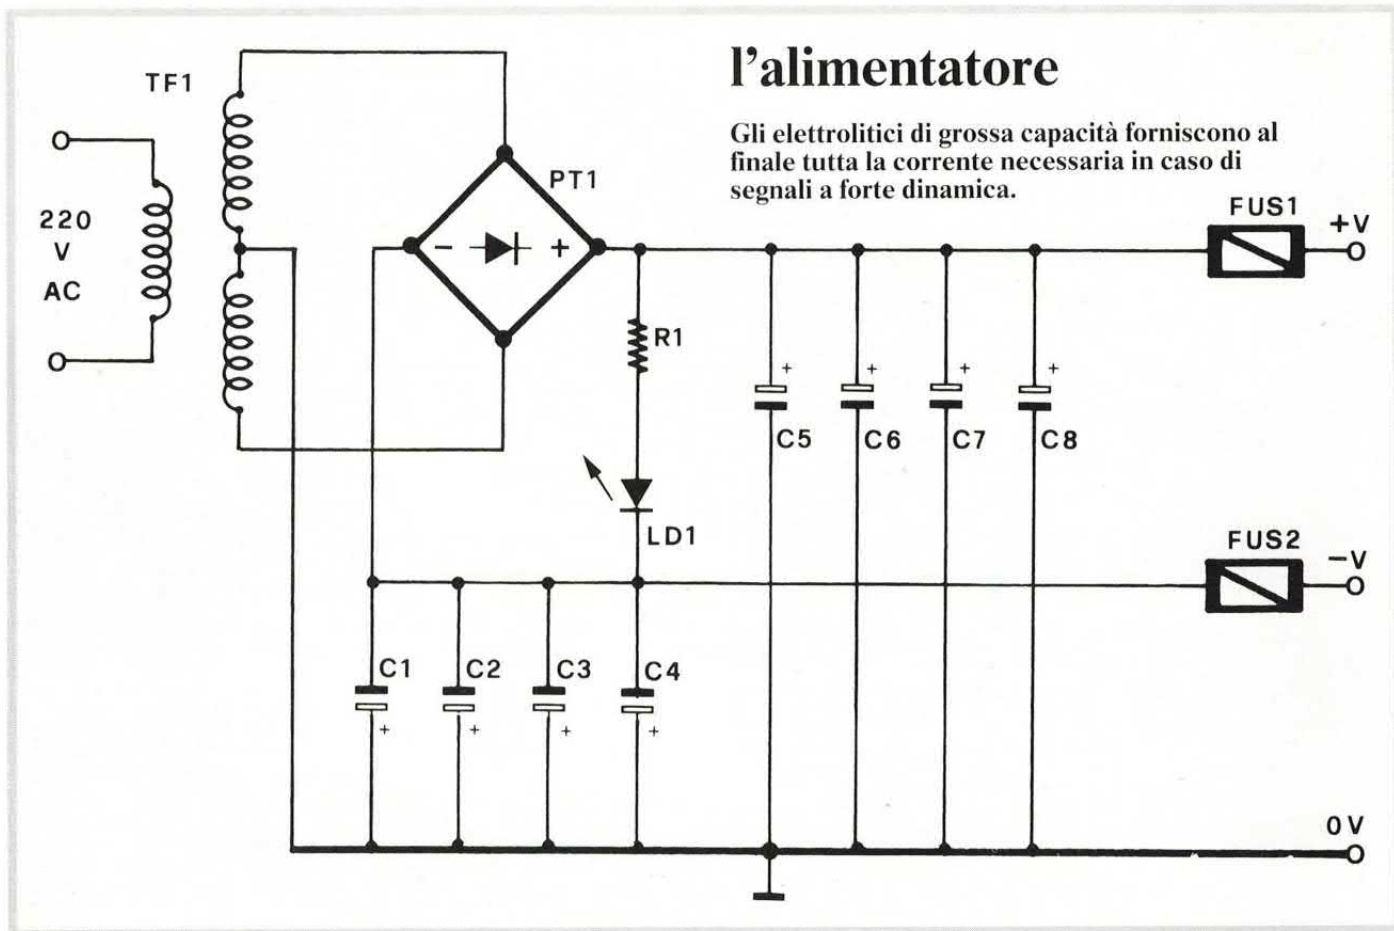 l'alimentatore
Gli elettrolitici di grossa capacità forniscono al
finale tutta la corrente necessaria in caso di
segnali a forte dinamica.
TF1
220
V
AC
PT1
-
+
R1
LD1
FUS1
+V
+
C5
+
C6
+
C7
+
C8
FUS2
-V
C1
+
C2
+
C3
+
C4
+
0V